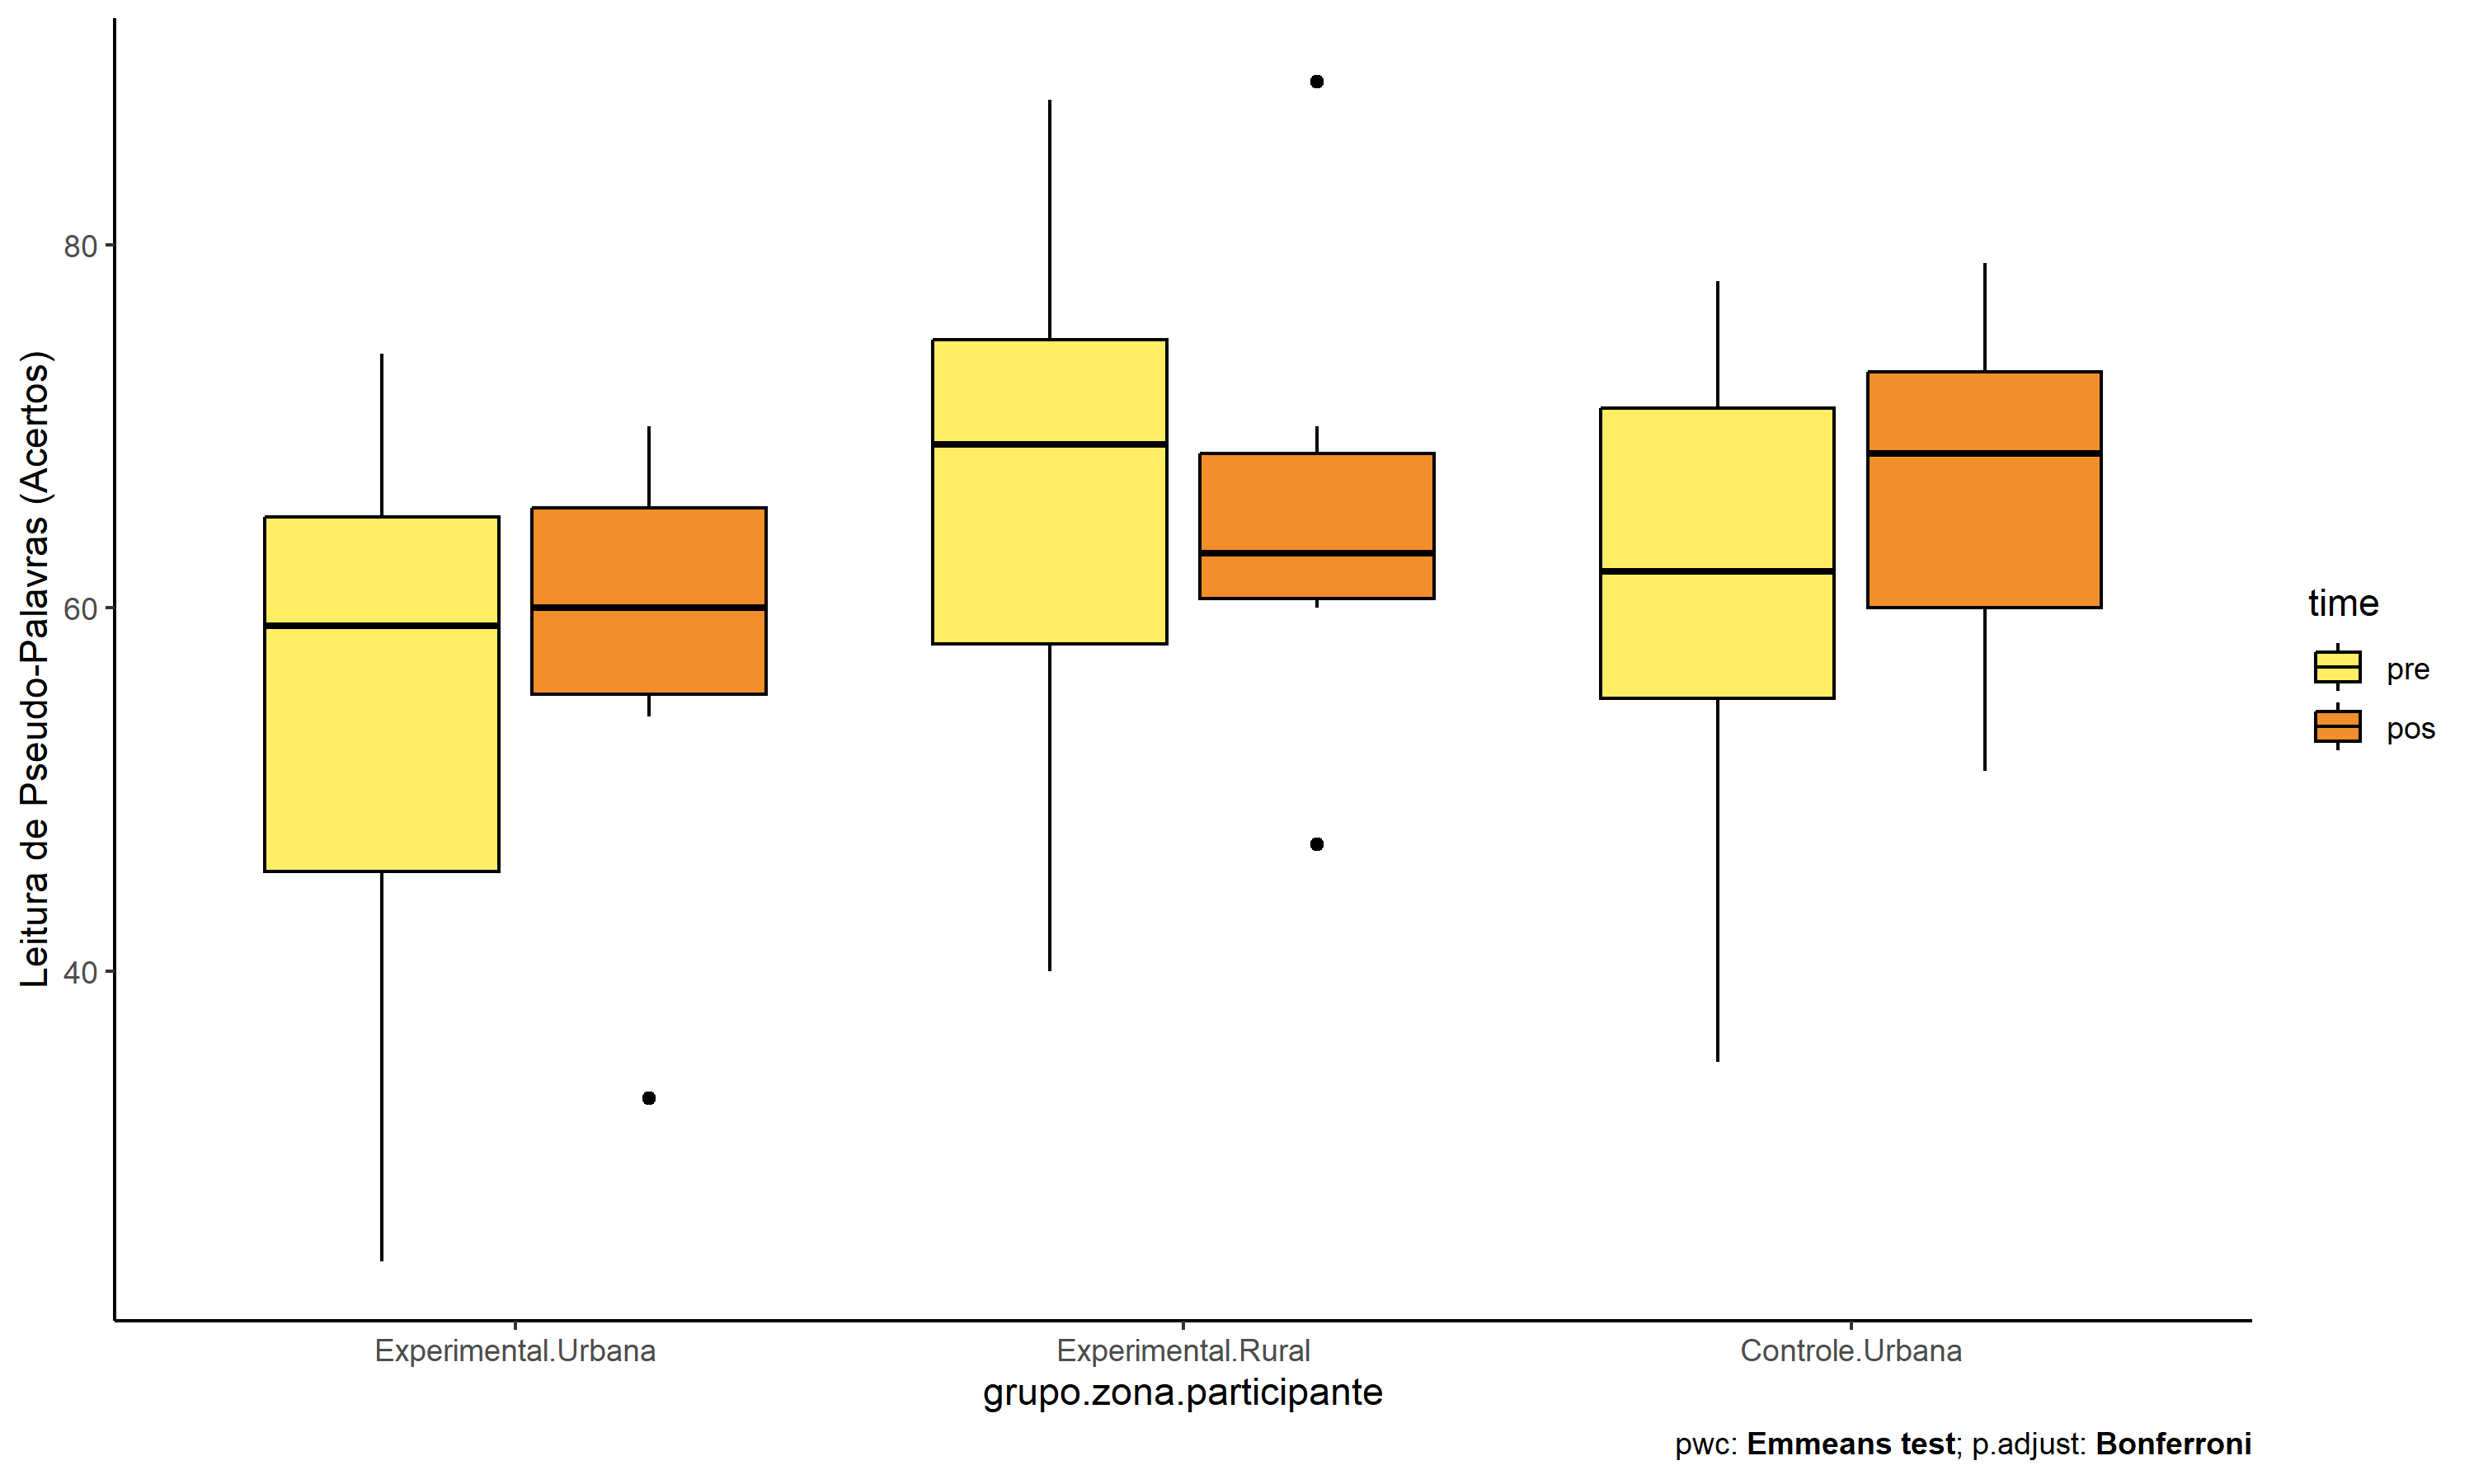 Leitura de Pseudo-Palavras (Acertos)
80
60
40
Experimental.Urbana
Experimental.Rural
Controle.Urbana
grupo.zona.participante
time
pre
pos
pwc: Emmeans test; p.adjust: Bonferroni